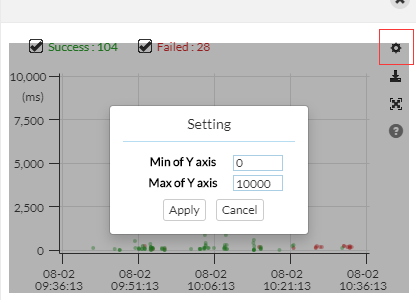 Success : 104 Failed : 28
10,000
(ms)
7,500
5,000
2,500
0
Setting
Min of Y axis 0
Max of Y axis 10000
Apply Cancel
08-02 08-02 08-02 08-02 08-02
09:36:13 09:51:13 10:06:13 10:21:13 10:36:13